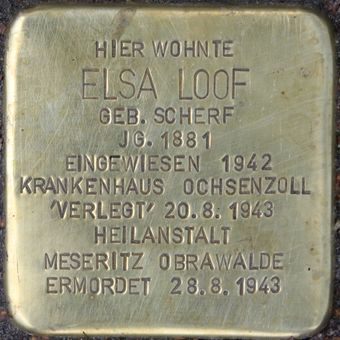 HIER WOHNTE
ELSA LOOF
GEB. SCHERF
JG. 1881
EINGEWIESEN 1942
KRANKENHAUS OCHSENZOLL
'VERLEGT' 20.8.1943
HEILANSTALT
MESERITZ OBRAWALDE
ERMORDET 28.8.1943